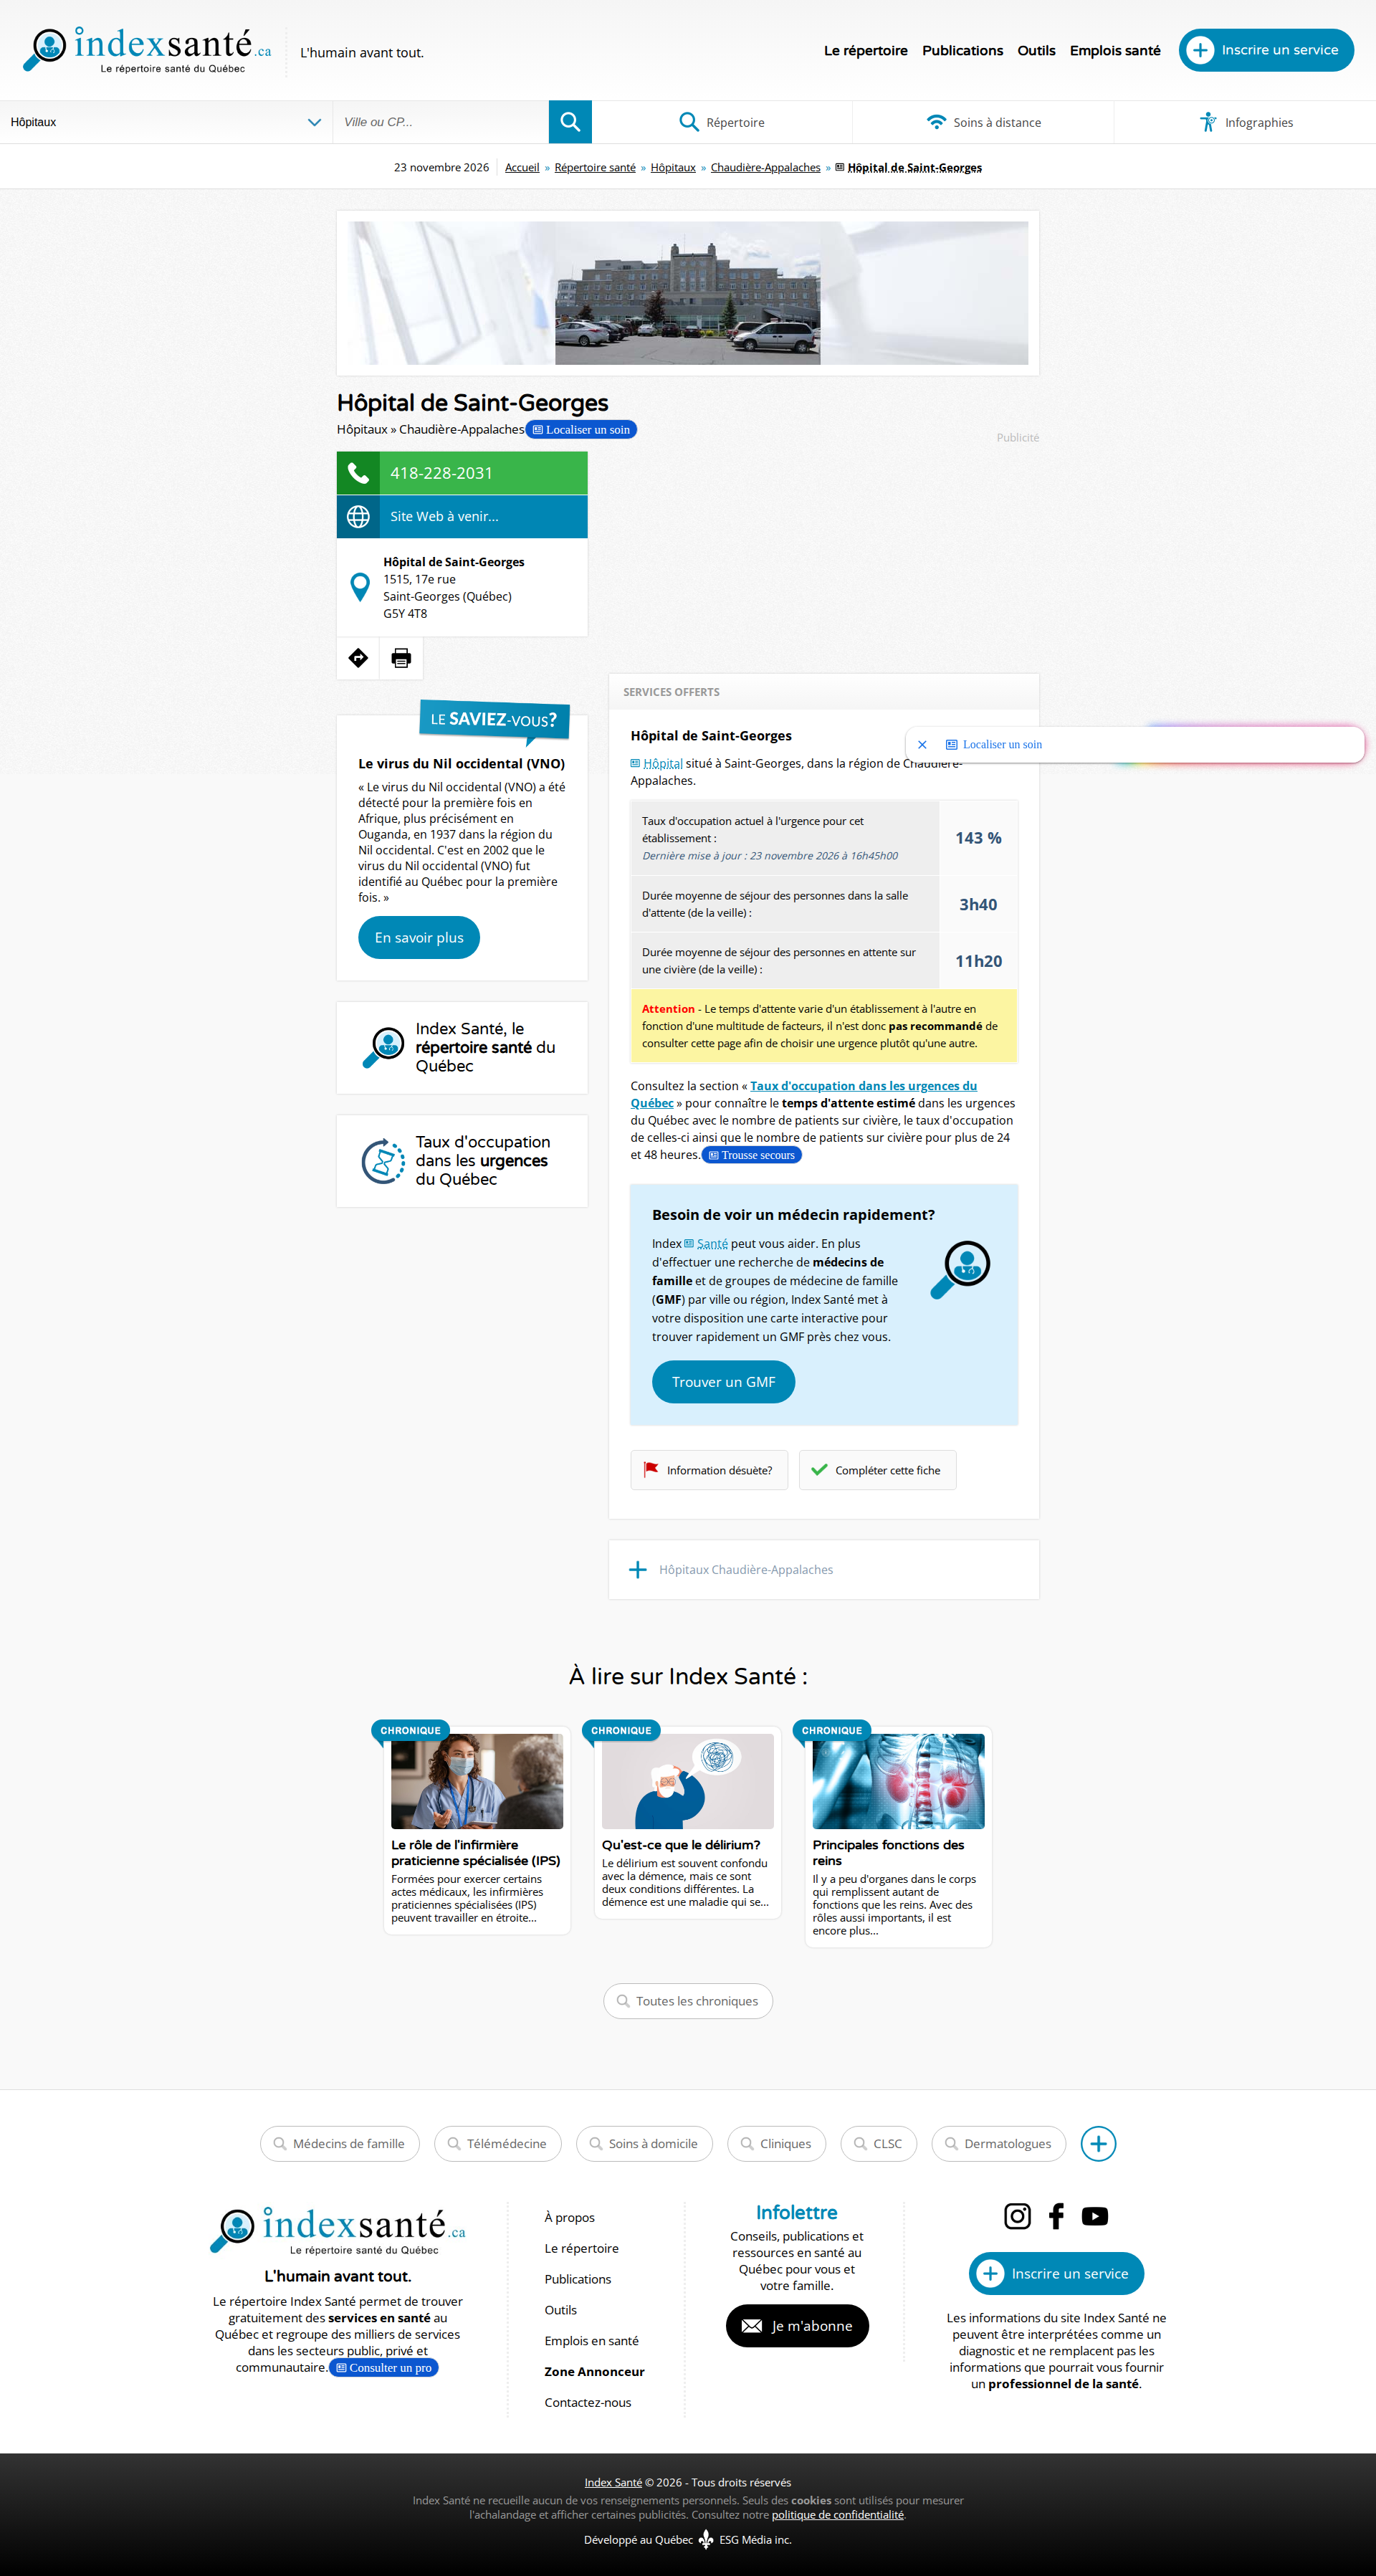 indexsanté.ca
Le répertoire santé du Québec
L'humain avant tout.
Le répertoire
Publications
Outils
Emplois santé
Inscrire un service
Hôpitaux
Ville ou CP...
Répertoire
Soins à distance
Infographies
23 novembre 2026
Accueil » Répertoire santé » Hôpitaux » Chaudière-Appalaches » Hôpital de Saint-Georges
Hôpital de Saint-Georges
Hôpitaux » Chaudière-Appalaches Localiser un soin
Publicité
418-228-2031
Site Web à venir...
Hôpital de Saint-Georges
1515, 17e rue
Saint-Georges (Québec)
G5Y 4T8
LE SAVIEZ-VOUS?
Le virus du Nil occidental (VNO)
« Le virus du Nil occidental (VNO) a été
détecté pour la première fois en
Afrique, plus précisément en
Ouganda, en 1937 dans la région du
Nil occidental. C'est en 2002 que le
virus du Nil occidental (VNO) fut
identifié au Québec pour la première
fois. »
En savoir plus
Index Santé, le
répertoire santé du
Québec
Taux d'occupation
dans les urgences
du Québec
SERVICES OFFERTS
Hôpital de Saint-Georges
Localiser un soin
Hôpital situé à Saint-Georges, dans la région de Chaudière-
Appalaches.
Taux d'occupation actuel à l'urgence pour cet
établissement :
Dernière mise à jour : 23 novembre 2026 à 16h45h00
143 %
Durée moyenne de séjour des personnes dans la salle
d'attente (de la veille) :
3h40
Durée moyenne de séjour des personnes en attente sur
une civière (de la veille) :
11h20
Attention - Le temps d'attente varie d'un établissement à l'autre en
fonction d'une multitude de facteurs, il n'est donc pas recommandé de
consulter cette page afin de choisir une urgence plutôt qu'une autre.
Consultez la section « Taux d'occupation dans les urgences du
Québec » pour connaître le temps d'attente estimé dans les urgences
du Québec avec le nombre de patients sur civière, le taux d'occupation
de celles-ci ainsi que le nombre de patients sur civière pour plus de 24
et 48 heures. Trousse secours
Besoin de voir un médecin rapidement?
Index Santé peut vous aider. En plus
d'effectuer une recherche de médecins de
famille et de groupes de médecine de famille
(GMF) par ville ou région, Index Santé met à
votre disposition une carte interactive pour
trouver rapidement un GMF près chez vous.
Trouver un GMF
Information désuète?
Compléter cette fiche
Hôpitaux Chaudière-Appalaches
À lire sur Index Santé :
CHRONIQUE
Le rôle de l'infirmière
praticienne spécialisée (IPS)
Formées pour exercer certains
actes médicaux, les infirmières
praticiennes spécialisées (IPS)
peuvent travailler en étroite...
CHRONIQUE
Qu'est-ce que le délirium?
Le délirium est souvent confondu
avec la démence, mais ce sont
deux conditions différentes. La
démence est une maladie qui se...
CHRONIQUE
Principales fonctions des
reins
Il y a peu d'organes dans le corps
qui remplissent autant de
fonctions que les reins. Avec des
rôles aussi importants, il est
encore plus...
Toutes les chroniques
Médecins de famille
Télémédecine
Soins à domicile
Cliniques
CLSC
Dermatologues
indexsanté.ca
Le répertoire santé du Québec
L'humain avant tout.
Le répertoire Index Santé permet de trouver
gratuitement des services en santé au
Québec et regroupe des milliers de services
dans les secteurs public, privé et
communautaire. Consulter un pro
À propos
Le répertoire
Publications
Outils
Emplois en santé
Zone Annonceur
Contactez-nous
Infolettre
Conseils, publications et
ressources en santé au
Québec pour vous et
votre famille.
Je m'abonne
Inscrire un service
Les informations du site Index Santé ne
peuvent être interprétées comme un
diagnostic et ne remplacent pas les
informations que pourrait vous fournir
un professionnel de la santé.
Index Santé © 2026 - Tous droits réservés
Index Santé ne recueille aucun de vos renseignements personnels. Seuls des cookies sont utilisés pour mesurer
l'achalandage et afficher certaines publicités. Consultez notre politique de confidentialité.
Développé au Québec ESG Média inc.